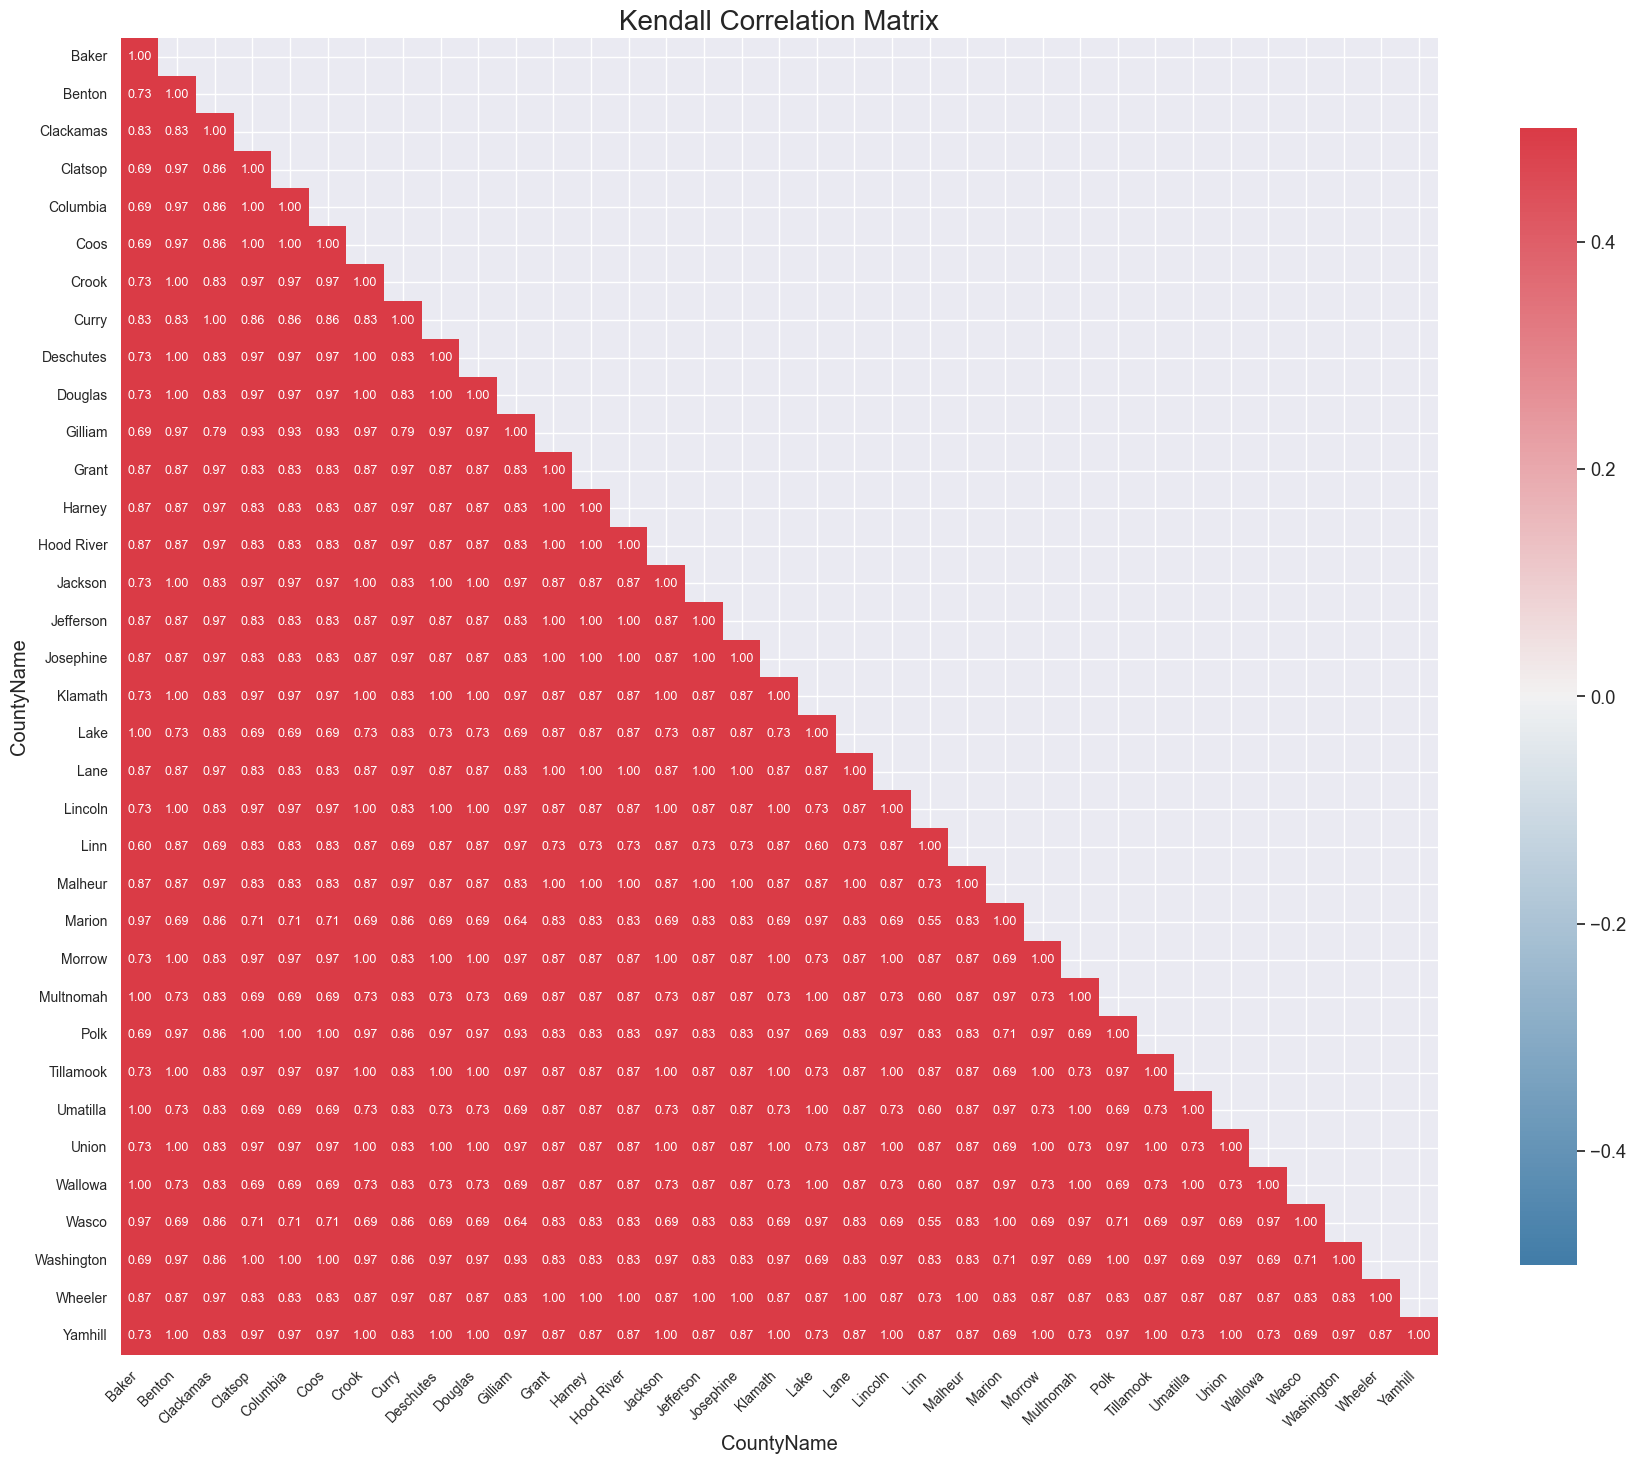 Kendall Correlation Matrix
CountyName
Baker 1.00
Benton 0.73 1.00
Clackamas 0.83 0.83 1.00
Clatsop 0.69 0.97 0.86 1.00
Columbia 0.69 0.97 0.86 1.00 1.00
Coos 0.69 0.97 0.86 1.00 1.00 1.00
Crook 0.73 1.00 0.83 0.97 0.97 0.97 1.00
Curry 0.83 0.83 1.00 0.86 0.86 0.86 0.83 1.00
Deschutes 0.73 1.00 0.83 0.97 0.97 0.97 1.00 0.83 1.00
Douglas 0.73 1.00 0.83 0.97 0.97 0.97 1.00 0.83 1.00 1.00
Gilliam 0.69 0.97 0.79 0.93 0.93 0.93 0.97 0.79 0.97 0.97 1.00
Grant 0.87 0.87 0.97 0.83 0.83 0.83 0.87 0.97 0.87 0.87 0.83 1.00
Harney 0.87 0.87 0.97 0.83 0.83 0.83 0.87 0.97 0.87 0.87 0.83 1.00 1.00
Hood River 0.87 0.87 0.97 0.83 0.83 0.83 0.87 0.97 0.87 0.87 0.83 1.00 1.00 1.00
Jackson 0.73 1.00 0.83 0.97 0.97 0.97 1.00 0.83 1.00 1.00 0.97 0.87 0.87 0.87 1.00
Jefferson 0.87 0.87 0.97 0.83 0.83 0.83 0.87 0.97 0.87 0.87 0.83 1.00 1.00 1.00 0.87 1.00
Josephine 0.87 0.87 0.97 0.83 0.83 0.83 0.87 0.97 0.87 0.87 0.83 1.00 1.00 1.00 0.87 1.00 1.00
Klamath 0.73 1.00 0.83 0.97 0.97 0.97 1.00 0.83 1.00 1.00 0.97 0.87 0.87 0.87 1.00 0.87 0.87 1.00
Lake 1.00 0.73 0.83 0.69 0.69 0.69 0.73 0.83 0.73 0.73 0.69 0.87 0.87 0.87 0.73 0.87 0.87 0.73 1.00
Lane 0.87 0.87 0.97 0.83 0.83 0.83 0.87 0.97 0.87 0.87 0.83 1.00 1.00 1.00 0.87 1.00 1.00 0.87 0.87 1.00
Lincoln 0.73 1.00 0.83 0.97 0.97 0.97 1.00 0.83 1.00 1.00 0.97 0.87 0.87 0.87 1.00 0.87 0.87 1.00 0.73 0.87 1.00
Linn 0.60 0.87 0.69 0.83 0.83 0.83 0.87 0.69 0.87 0.87 0.97 0.73 0.73 0.73 0.87 0.73 0.73 0.87 0.60 0.73 0.87 1.00
Malheur 0.87 0.87 0.97 0.83 0.83 0.83 0.87 0.97 0.87 0.87 0.83 1.00 1.00 1.00 0.87 1.00 1.00 0.87 0.87 1.00 0.87 0.73 1.00
Marion 0.97 0.69 0.86 0.71 0.71 0.71 0.69 0.86 0.69 0.69 0.64 0.83 0.83 0.83 0.69 0.83 0.83 0.69 0.97 0.83 0.69 0.55 0.83 1.00
Morrow 0.73 1.00 0.83 0.97 0.97 0.97 1.00 0.83 1.00 1.00 0.97 0.87 0.87 0.87 1.00 0.87 0.87 1.00 0.73 0.87 1.00 0.87 0.87 0.69 1.00
Multnomah 1.00 0.73 0.83 0.69 0.69 0.69 0.73 0.83 0.73 0.73 0.69 0.87 0.87 0.87 0.73 0.87 0.87 0.73 1.00 0.87 0.73 0.60 0.87 0.97 0.73 1.00
Polk 0.69 0.97 0.86 1.00 1.00 1.00 0.97 0.86 0.97 0.97 0.93 0.83 0.83 0.83 0.97 0.83 0.83 0.97 0.69 0.83 0.97 0.83 0.83 0.71 0.97 0.69 1.00
Tillamook 0.73 1.00 0.83 0.97 0.97 0.97 1.00 0.83 1.00 1.00 0.97 0.87 0.87 0.87 1.00 0.87 0.87 1.00 0.73 0.87 1.00 0.87 0.87 0.69 1.00 0.73 0.97 1.00
Umatilla 1.00 0.73 0.83 0.69 0.69 0.69 0.73 0.83 0.73 0.73 0.69 0.87 0.87 0.87 0.73 0.87 0.87 0.73 1.00 0.87 0.73 0.60 0.87 0.97 0.73 1.00 0.69 0.73 1.00
Union 0.73 1.00 0.83 0.97 0.97 0.97 1.00 0.83 1.00 1.00 0.97 0.87 0.87 0.87 1.00 0.87 0.87 1.00 0.73 0.87 1.00 0.87 0.87 0.69 1.00 0.73 0.97 1.00 0.73 1.00
Wallowa 1.00 0.73 0.83 0.69 0.69 0.69 0.73 0.83 0.73 0.73 0.69 0.87 0.87 0.87 0.73 0.87 0.87 0.73 1.00 0.87 0.73 0.60 0.87 0.97 0.73 1.00 0.69 0.73 1.00 0.73 1.00
Wasco 0.97 0.69 0.86 0.71 0.71 0.71 0.69 0.86 0.69 0.69 0.64 0.83 0.83 0.83 0.69 0.83 0.83 0.69 0.97 0.83 0.69 0.55 0.83 1.00 0.69 0.97 0.71 0.69 0.97 0.69 0.97 1.00
Washington 0.69 0.97 0.86 1.00 1.00 1.00 0.97 0.86 0.97 0.97 0.93 0.83 0.83 0.83 0.97 0.83 0.83 0.97 0.69 0.83 0.97 0.83 0.83 0.71 0.97 0.69 1.00 0.97 0.69 0.97 0.69 0.71 1.00
Wheeler 0.87 0.87 0.97 0.83 0.83 0.83 0.87 0.97 0.87 0.87 0.83 1.00 1.00 1.00 0.87 1.00 1.00 0.87 0.87 1.00 0.87 0.73 1.00 0.83 0.87 0.87 0.83 0.87 0.87 0.87 0.87 0.83 0.83 1.00
Yamhill 0.73 1.00 0.83 0.97 0.97 0.97 1.00 0.83 1.00 1.00 0.97 0.87 0.87 0.87 1.00 0.87 0.87 1.00 0.73 0.87 1.00 0.87 0.87 0.69 1.00 0.73 0.97 1.00 0.73 1.00 0.73 0.69 0.97 0.87 1.00
Baker Benton Clackamas Clatsop Columbia Coos Crook Curry Deschutes Douglas Gilliam Grant Harney Hood River Jackson Jefferson Josephine Klamath Lake Lane Lincoln Linn Malheur Marion Morrow Multnomah Polk Tillamook Umatilla Union Wallowa Wasco Washington Wheeler Yamhill
CountyName
0.4
0.2
0.0
−0.2
−0.4